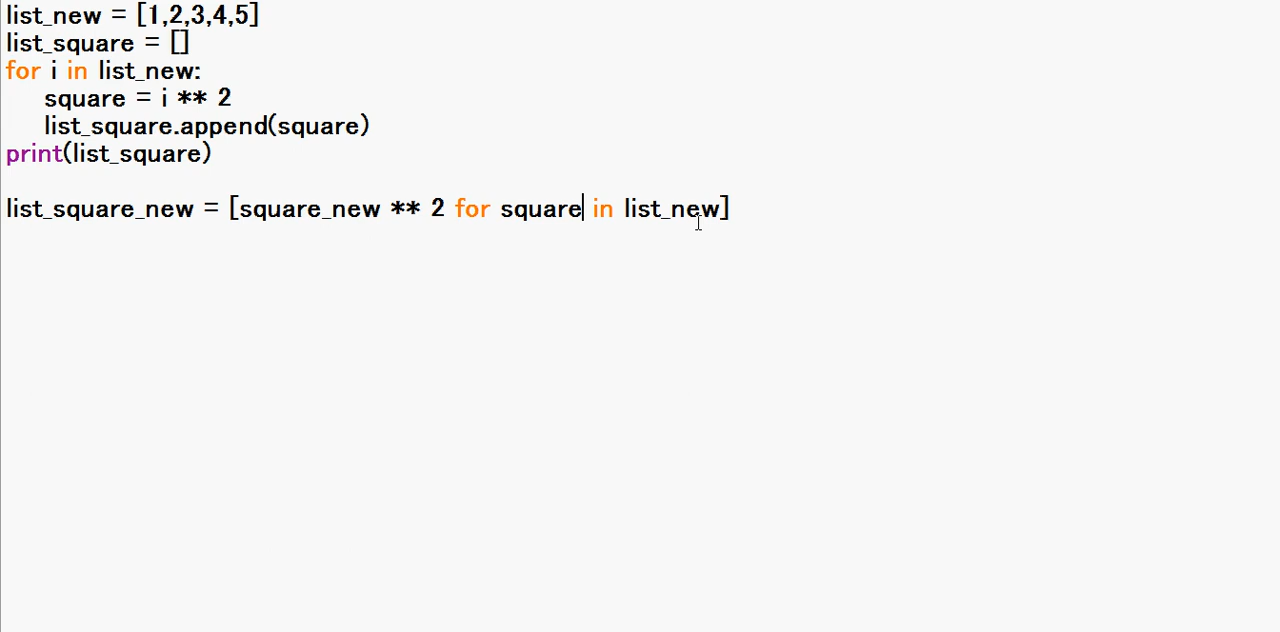 list_new = [1,2,3,4,5]
list_square = []
for i in list_new:
    square = i ** 2
    list_square.append(square)
print(list_square)
list_square_new = [square_new ** 2 for square in list_new]